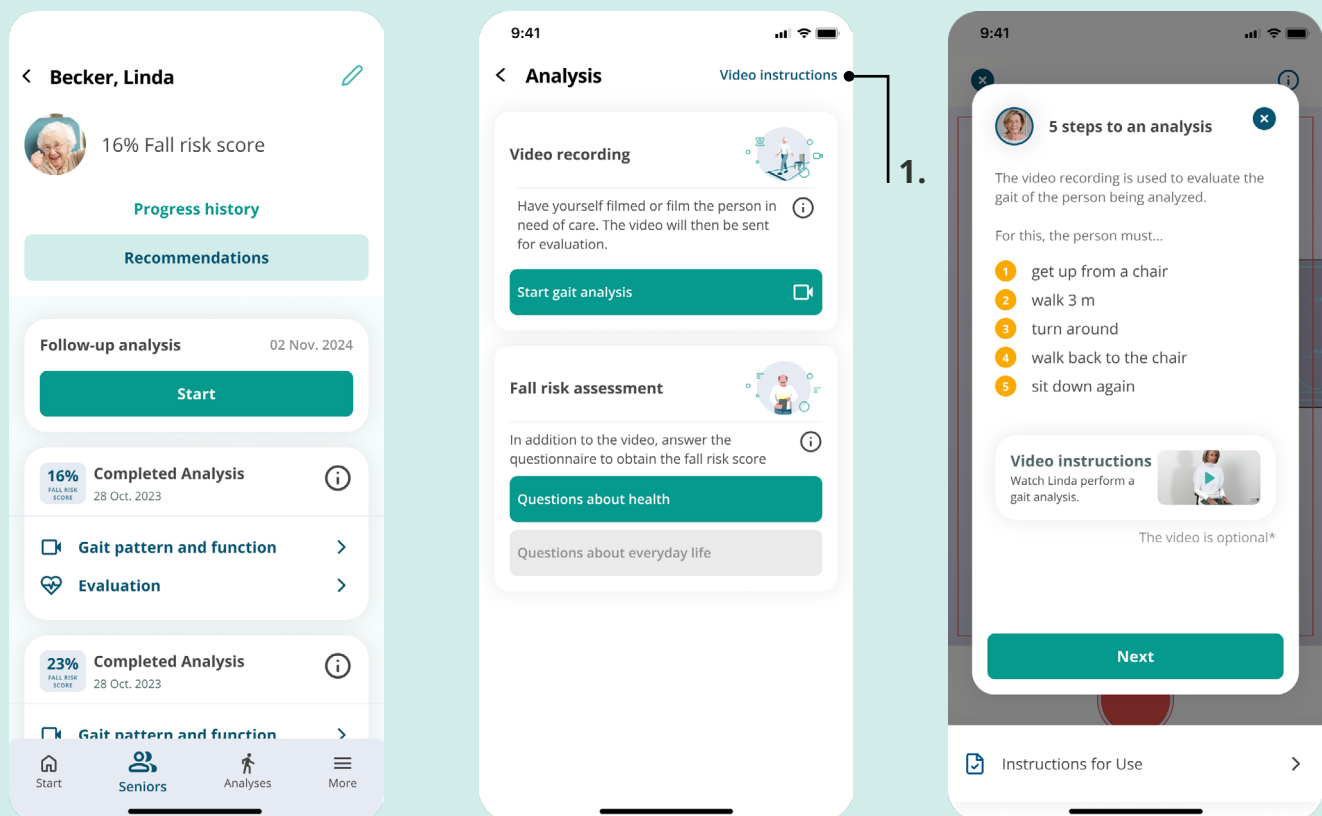 Becker, Linda
16% Fall risk score
Progress history
Recommendations
Follow-up analysis 02 Nov. 2024
Start
16%
FALL RISK
SCORE
Completed Analysis
28 Oct. 2023
Gait pattern and function
Evaluation
23%
FALL RISK
SCORE
Completed Analysis
28 Oct. 2023
Gait pattern and function
Start
Seniors
Analyses
More
9:41
Analysis
Video instructions
1.
Video recording
Have yourself filmed or film the person in
need of care. The video will then be sent
for evaluation.
Start gait analysis
Fall risk assessment
In addition to the video, answer the
questionnaire to obtain the fall risk score
Questions about health
Questions about everyday life
9:41
5 steps to an analysis
The video recording is used to evaluate the
gait of the person being analyzed.
For this, the person must...
1 get up from a chair
2 walk 3 m
3 turn around
4 walk back to the chair
5 sit down again
Video instructions
Watch Linda perform a
gait analysis.
The video is optional*
Next
Instructions for Use